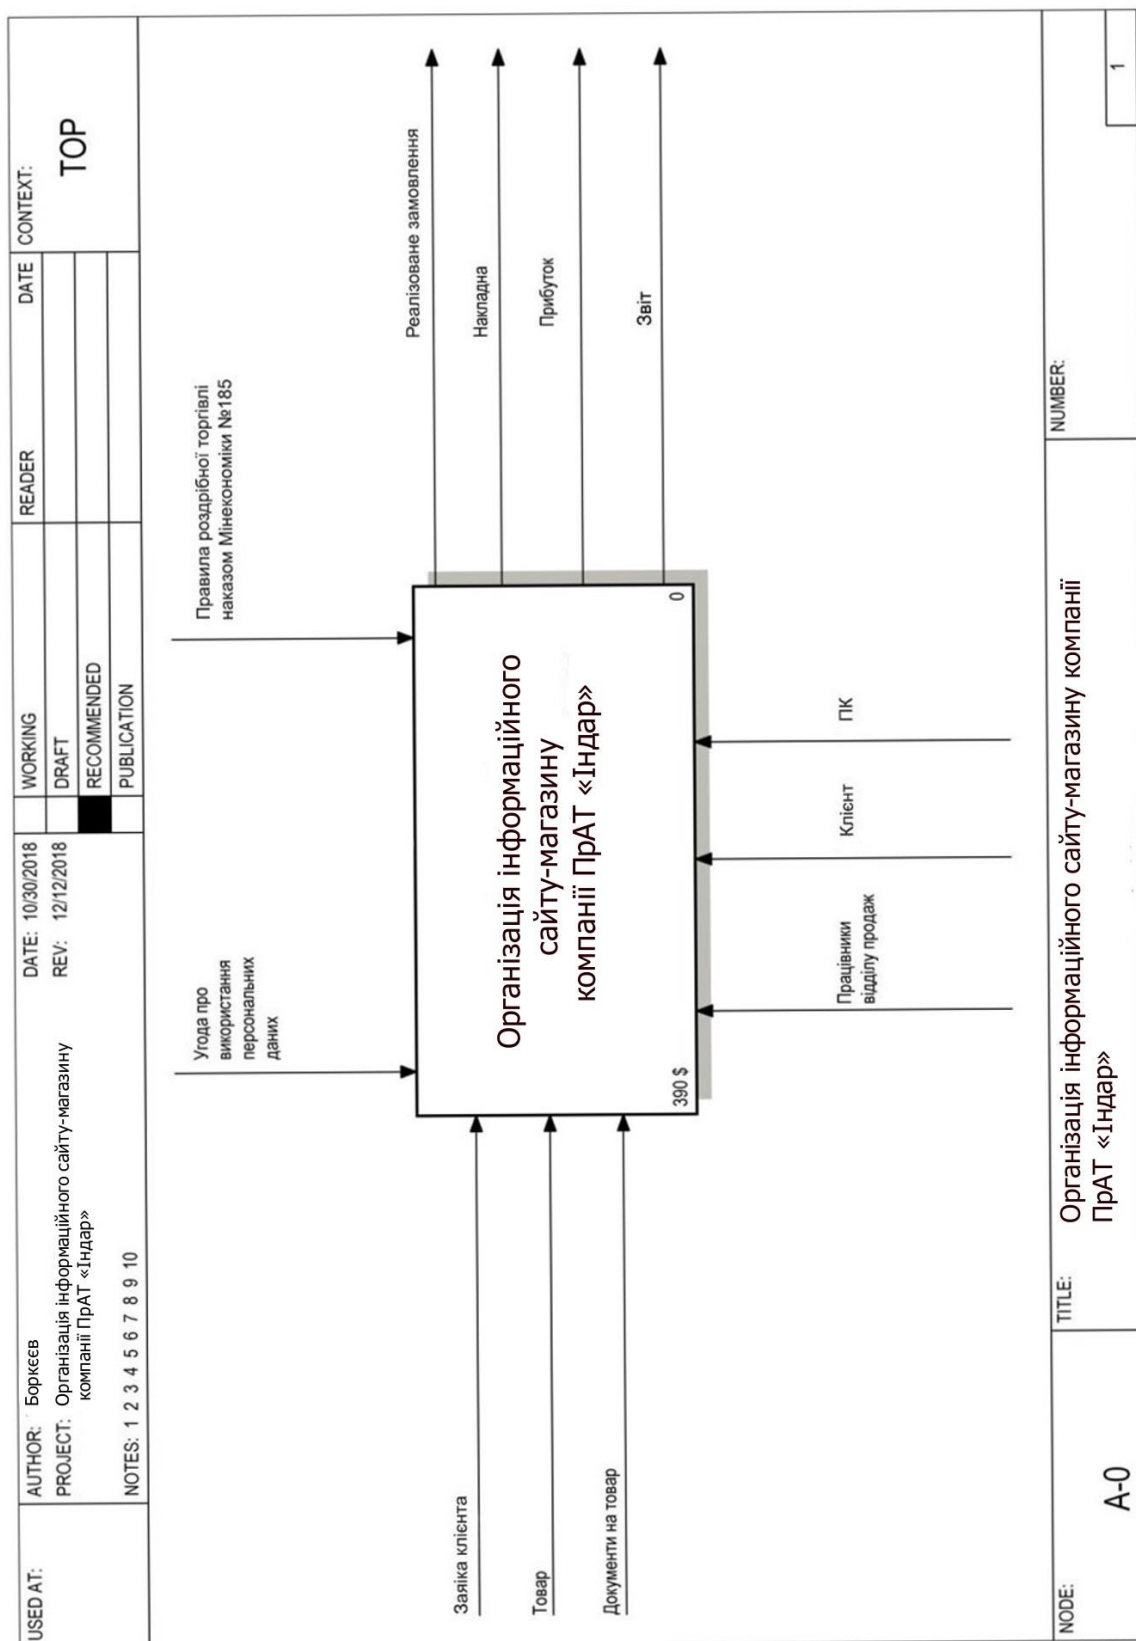 USED AT:
AUTHOR: Боркєєв
DATE: 10/30/2018
REV: 12/12/2018
PROJECT: Організація інформаційного сайту-магазину
компанії ПрАТ «Індар»
NOTES: 1 2 3 4 5 6 7 8 9 10
WORKING
DRAFT
RECOMMENDED
PUBLICATION
READER
DATE
CONTEXT:
TOP
Угода про
використання
персональних
даних
Правила роздрібної торгівлі
наказом Мінекономіки №185
Заяіка клієнта
Товар
Документи на товар
Організація інформаційного
сайту-магазину
компанії ПрАТ «Індар»
390 $
0
Реалізоване замовлення
Накладна
Прибуток
Звіт
Працівники
відділу продаж
Клієнт
ПК
NODE:
A-0
TITLE:
Організація інформаційного сайту-магазину компанії
ПрАТ «Індар»
NUMBER:
1